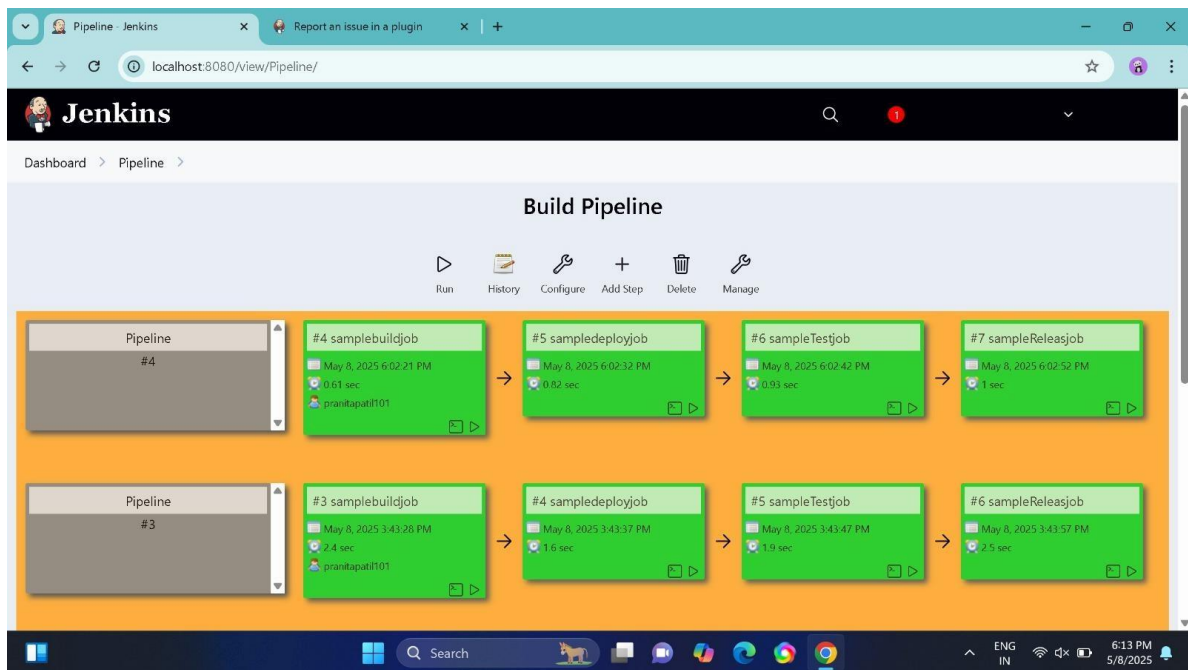 Pipeline - Jenkins
Report an issue in a plugin
localhost:8080/view/Pipeline/
Jenkins
1
Dashboard > Pipeline >
Build Pipeline
Run History Configure Add Step Delete Manage
Pipeline
#4
#4 samplebuildjob
May 8, 2025 6:02:21 PM
0.61 sec
pranitapatil101
#5 sampledeployjob
May 8, 2025 6:02:32 PM
0.82 sec
#6 sampleTestjob
May 8, 2025 6:02:42 PM
0.93 sec
#7 sampleReleasjob
May 8, 2025 6:02:52 PM
1 sec
Pipeline
#3
#3 samplebuildjob
May 8, 2025 3:43:28 PM
2.4 sec
pranitapatil101
#4 sampledeployjob
May 8, 2025 3:43:37 PM
1.6 sec
#5 sampleTestjob
May 8, 2025 3:43:47 PM
1.9 sec
#6 sampleReleasjob
May 8, 2025 3:43:57 PM
2.5 sec
Search
ENG
IN
6:13 PM
5/8/2025